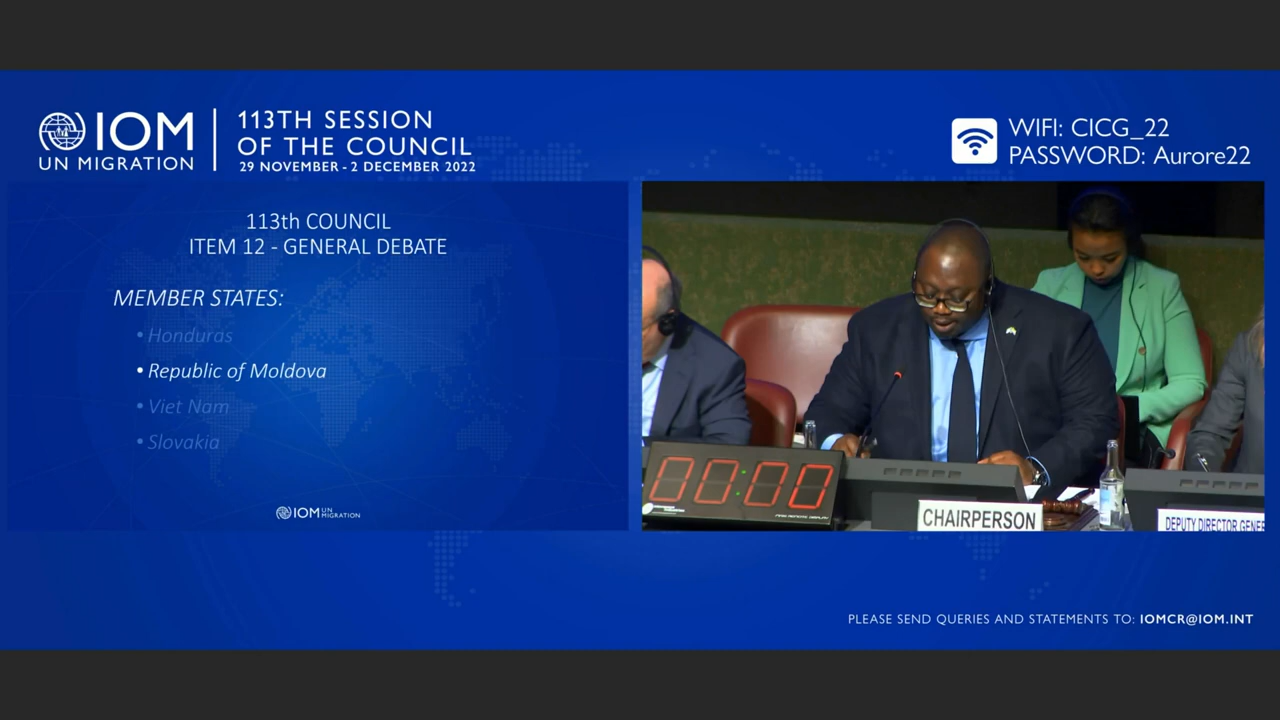 IOM
UN MIGRATION
113TH SESSION
OF THE COUNCIL
29 NOVEMBER - 2 DECEMBER 2022
WIFI: CICG_22
PASSWORD: Aurore22
113th COUNCIL
ITEM 12 - GENERAL DEBATE
MEMBER STATES:
• Honduras
• Republic of Moldova
• Viet Nam
• Slovakia
IOM UN
MIGRATION
00:00
CHAIRPERSON
DEPUTY DIRECTOR GENE
PLEASE SEND QUERIES AND STATEMENTS TO: IOMCR@IOM.INT